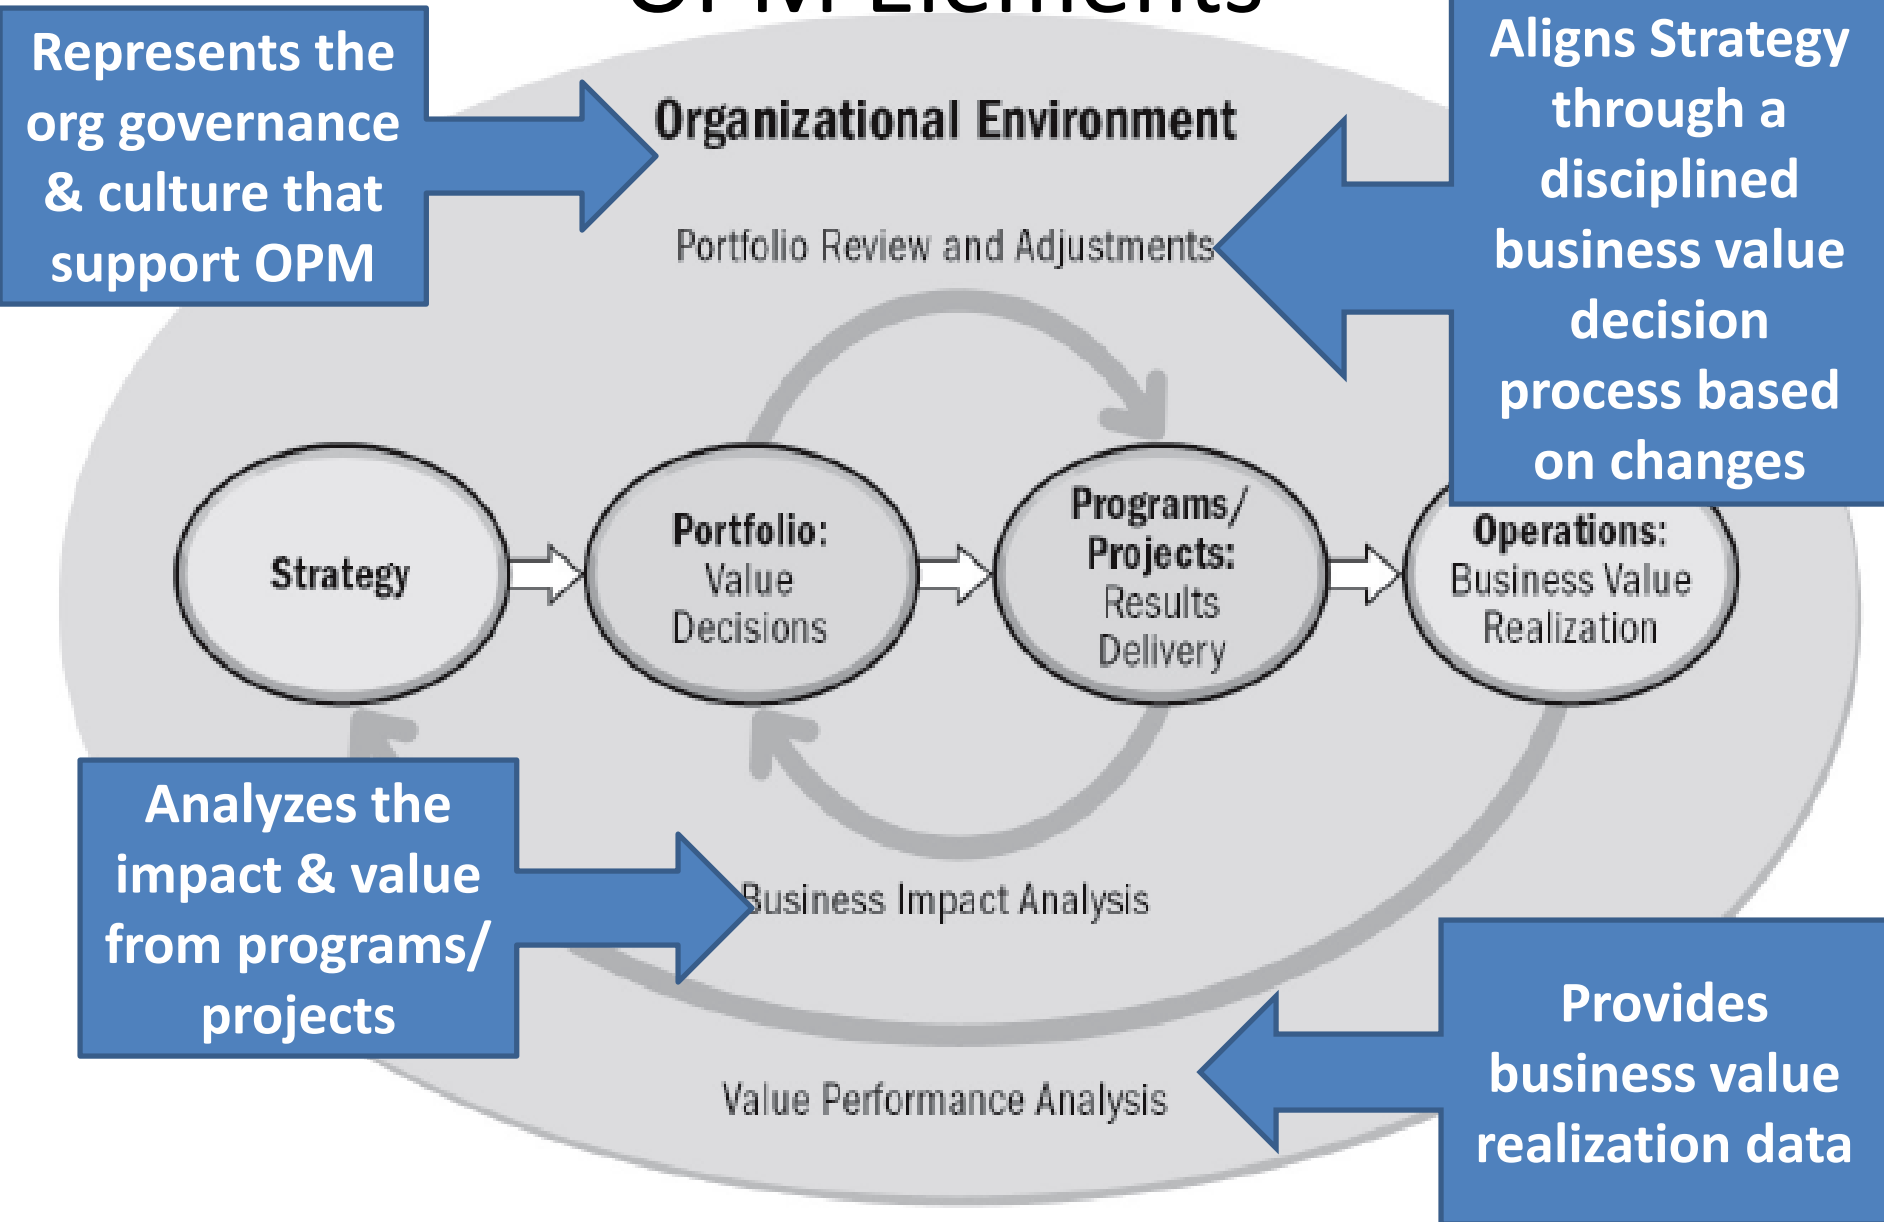 OPM Elements
Represents the
org governance
& culture that
support OPM
Aligns Strategy
through a
disciplined
business value
decision
process based
on changes
Organizational Environment
Portfolio Review and Adjustments
Strategy
Portfolio:
Value
Decisions
Programs/
Projects:
Results
Delivery
Operations:
Business Value
Realization
Analyzes the
impact & value
from programs/
projects
Business Impact Analysis
Provides
business value
realization data
Value Performance Analysis